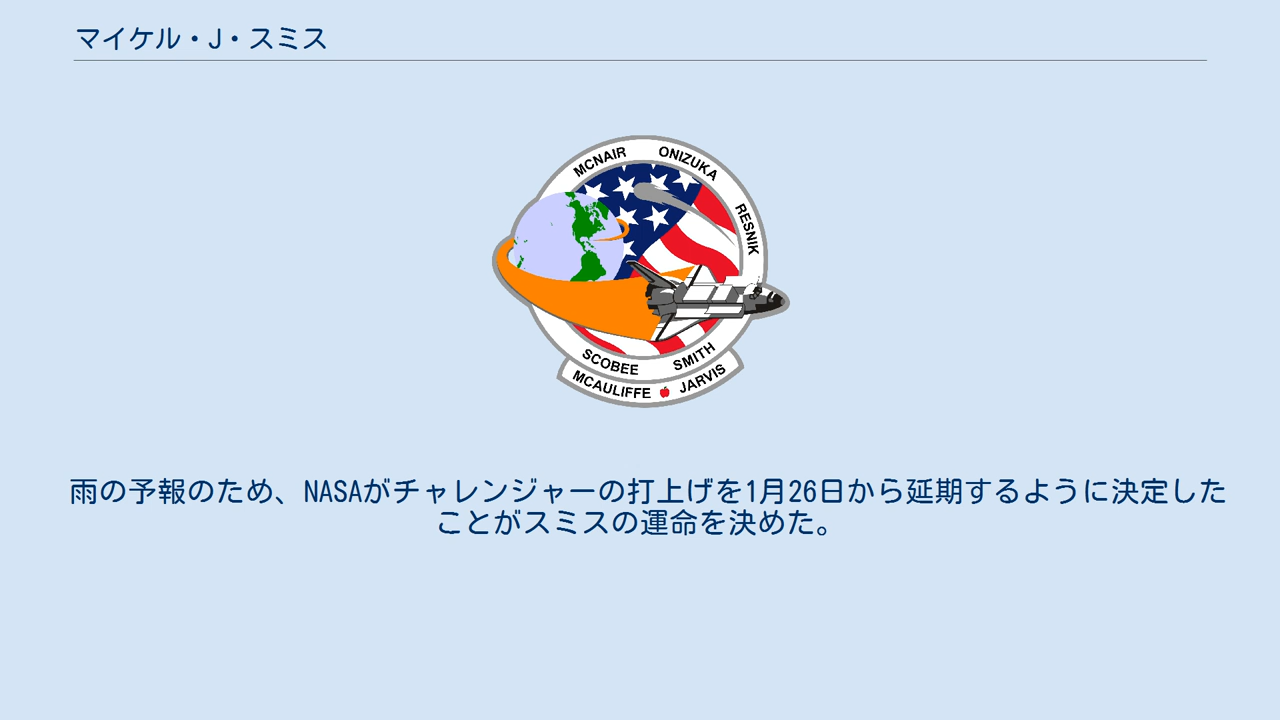 マイケル・J・スミス
MCNAIR ONIZUKA
RESNIK
SCOBEE SMITH
MCAULIFFE JARVIS
雨の予報のため、NASAがチャレンジャーの打上げを1月26日から延期するように決定した
ことがスミスの運命を決めた。